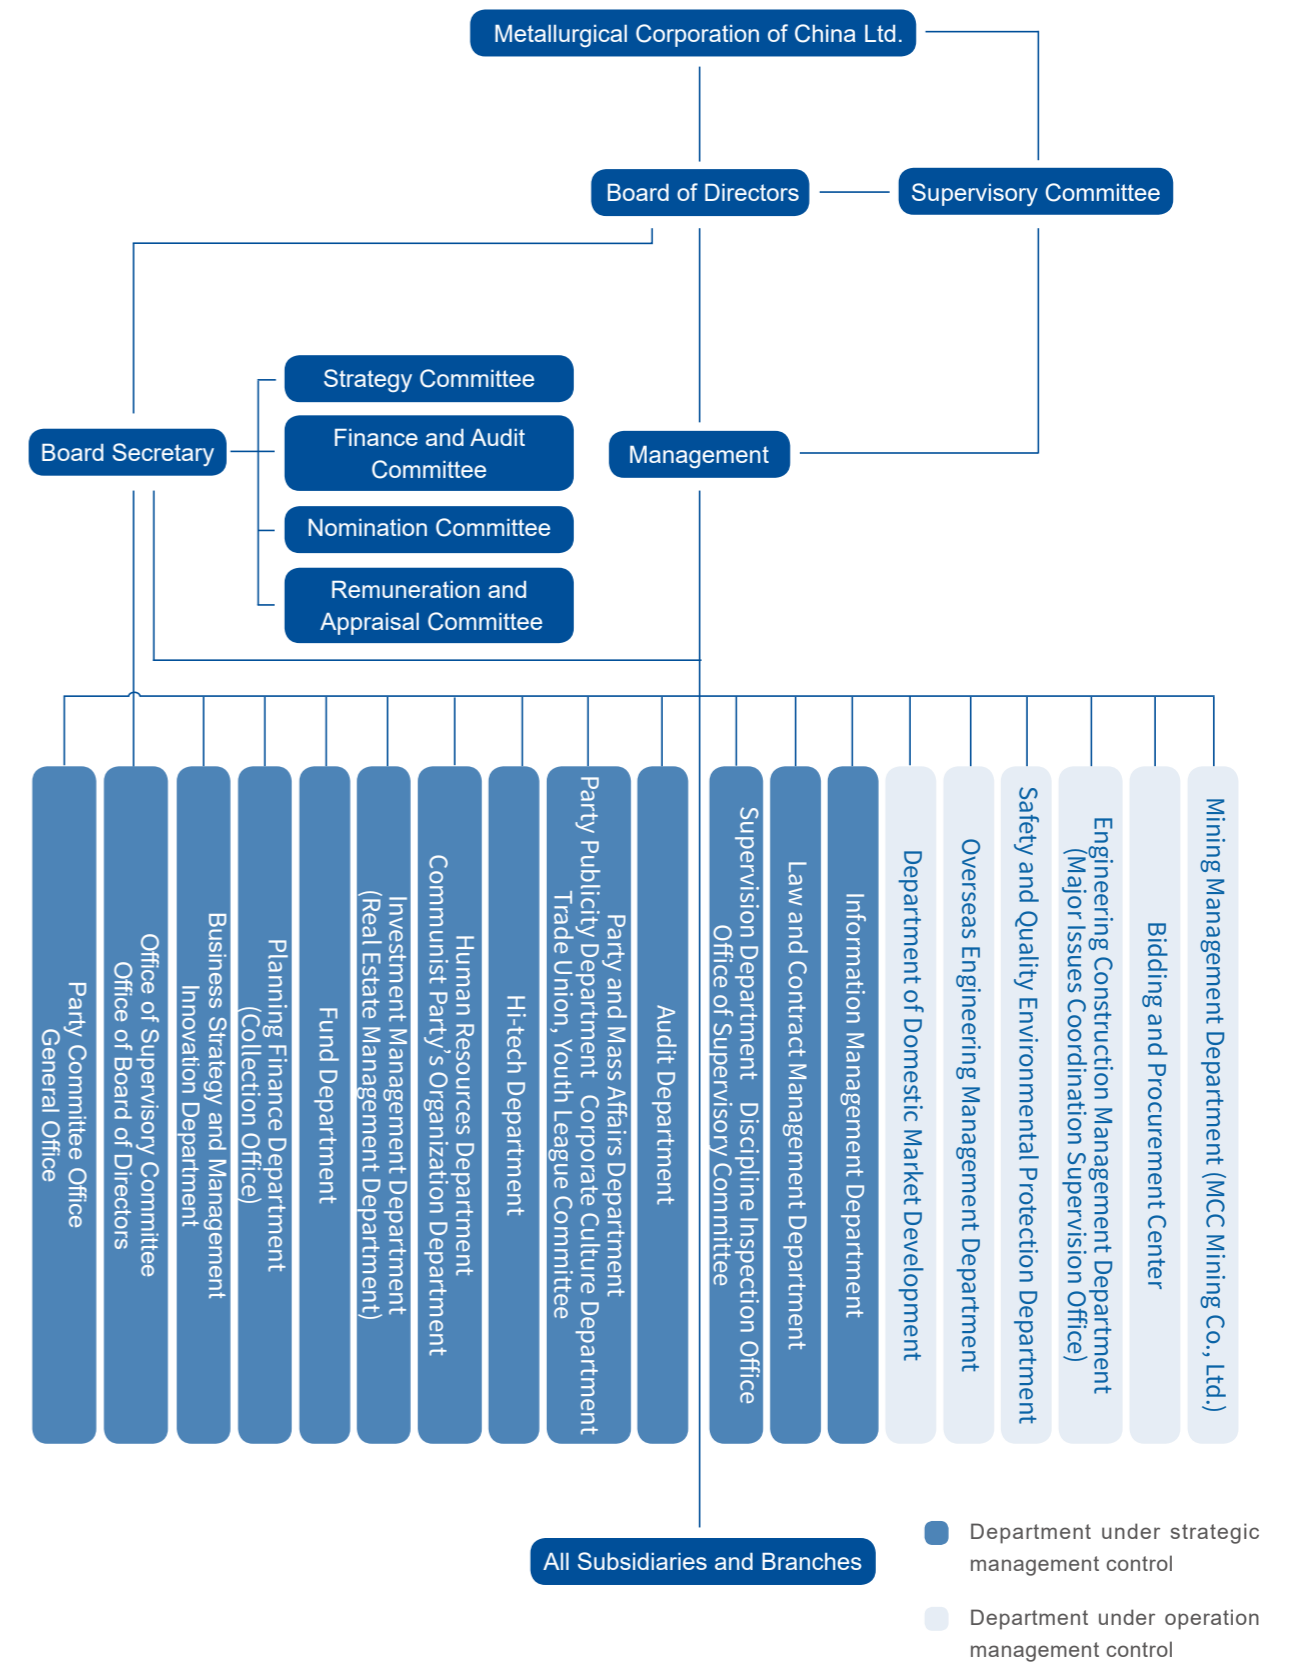 Metallurgical Corporation of China Ltd.
Board of Directors
Supervisory Committee
Strategy Committee
Finance and Audit
Committee
Board Secretary
Management
Nomination Committee
Remuneration and
Appraisal Committee
Party Committee Office
General Office
Office of Supervisory Committee
Office of Board of Directors
Business Strategy and Management
Innovation Department
Planning Finance Department
(Collection Office)
Fund Department
Investment Management Department
(Real Estate Management Department)
Human Resources Department
Communist Party's Organization Department
Hi-tech Department
Party and Mass Affairs Department
Party Publicity Department Corporate Culture Department
Trade Union, Youth League Committee
Audit Department
Supervision Department Discipline Inspection Office
Office of Supervisory Committee
Law and Contract Management Department
Information Management Department
Department of Domestic Market Development
Overseas Engineering Management Department
Safety and Quality Environmental Protection Department
Engineering Construction Management Department
(Major Issues Coordination Supervision Office)
Bidding and Procurement Center
Mining Management Department (MCC Mining Co., Ltd.)
All Subsidiaries and Branches
Department under strategic
management control
Department under operation
management control